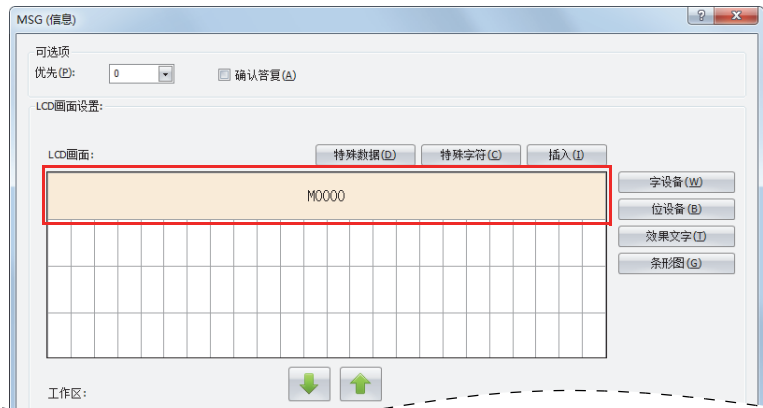 MSG (信息)
可选项
优先(P): 0 确认答复(A)
LCD画面设置:
LCD画面: 特殊数据(D) 特殊字符(C) 插入(I)
字设备(W)
M0000
位设备(B)
效果文字(T)
条形图(G)
工作区: